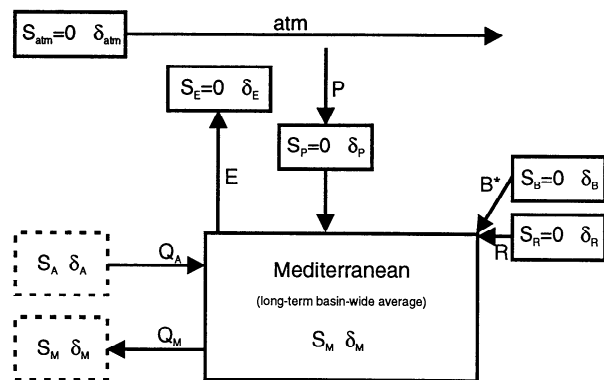 atm
S_atm=0 δ_atm
P
S_E=0 δ_E
S_P=0 δ_P
E
B*
S_B=0 δ_B
R
S_R=0 δ_R
Q_A
S_A δ_A
Mediterranean
(long-term basin-wide average)
S_M δ_M
Q_M
S_M δ_M